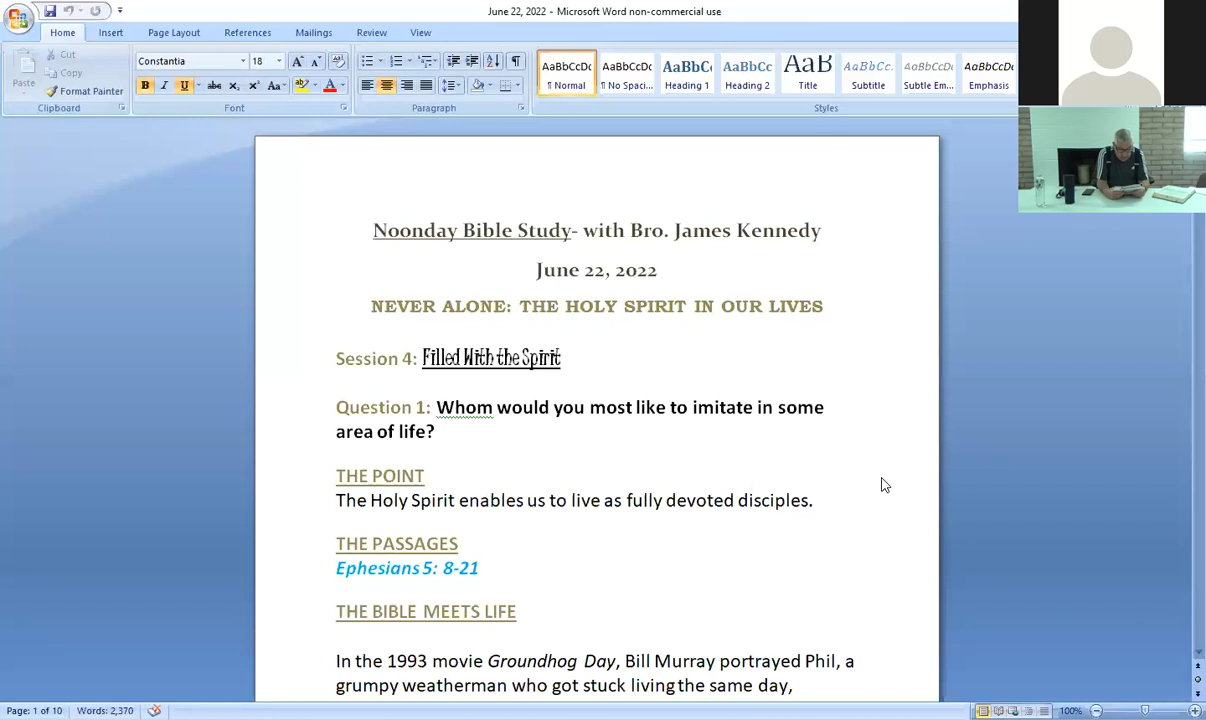 June 22, 2022 - Microsoft Word non-commercial use
Home Insert Page Layout References Mailings Review View
Cut
Copy
Paste
Format Painter
Clipboard
Constantia 18
Font
Paragraph
AaBbCcDc AaBbCcDc AaBbC AaBbCc AaB AaBbCc. AaBbCcDc AaBbCcDc
¶ Normal ¶ No Spaci... Heading 1 Heading 2 Title Subtitle Subtle Em... Emphasis
Styles
Noonday Bible Study- with Bro. James Kennedy
June 22, 2022
NEVER ALONE: THE HOLY SPIRIT IN OUR LIVES
Session 4: Filled With the Spirit
Question 1: Whom would you most like to imitate in some
area of life?
THE POINT
The Holy Spirit enables us to live as fully devoted disciples.
THE PASSAGES
Ephesians 5: 8-21
THE BIBLE MEETS LIFE
In the 1993 movie Groundhog Day, Bill Murray portrayed Phil, a
grumpy weatherman who got stuck living the same day,
Page: 1 of 10 Words: 2,370 100%